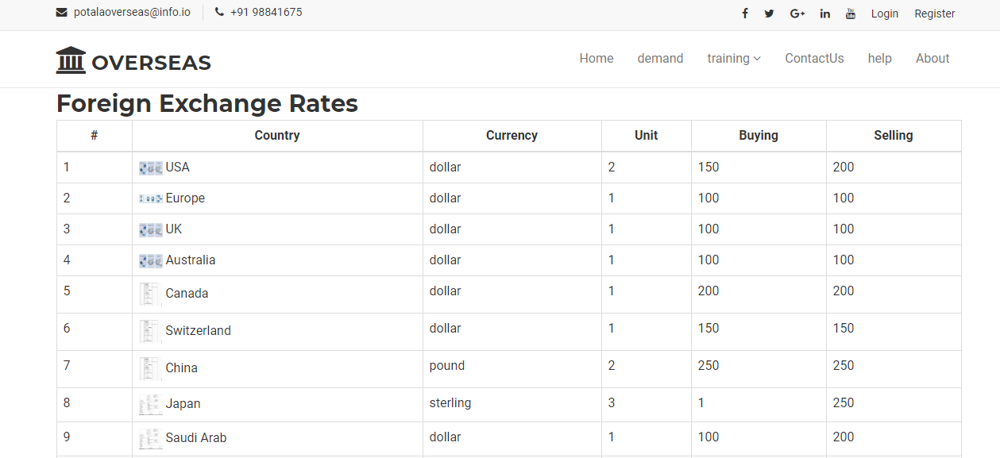 potalaoverseas@info.io +91 98841675 Login Register
OVERSEAS Home demand training ContactUs help About
Foreign Exchange Rates
# Country Currency Unit Buying Selling
1 USA dollar 2 150 200
2 Europe dollar 1 100 100
3 UK dollar 1 100 100
4 Australia dollar 1 100 100
5 Canada dollar 1 200 200
6 Switzerland dollar 1 150 150
7 China pound 2 250 250
8 Japan sterling 3 1 250
9 Saudi Arab dollar 1 100 200